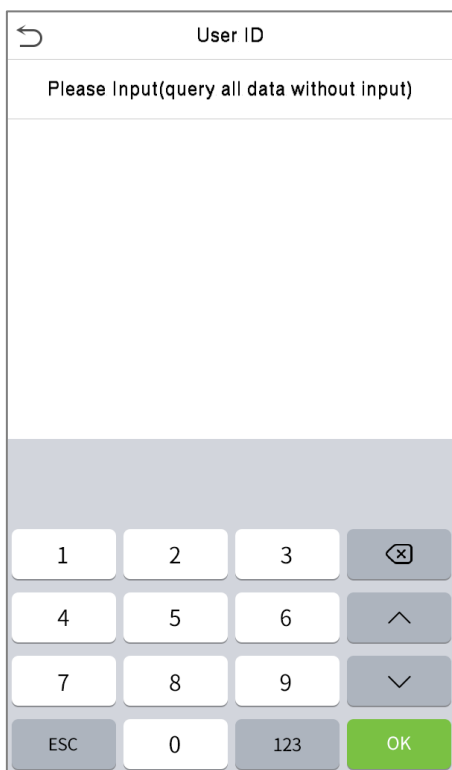 User ID
Please Input(query all data without input)
1 2 3
4 5 6
7 8 9
ESC 0 123 OK